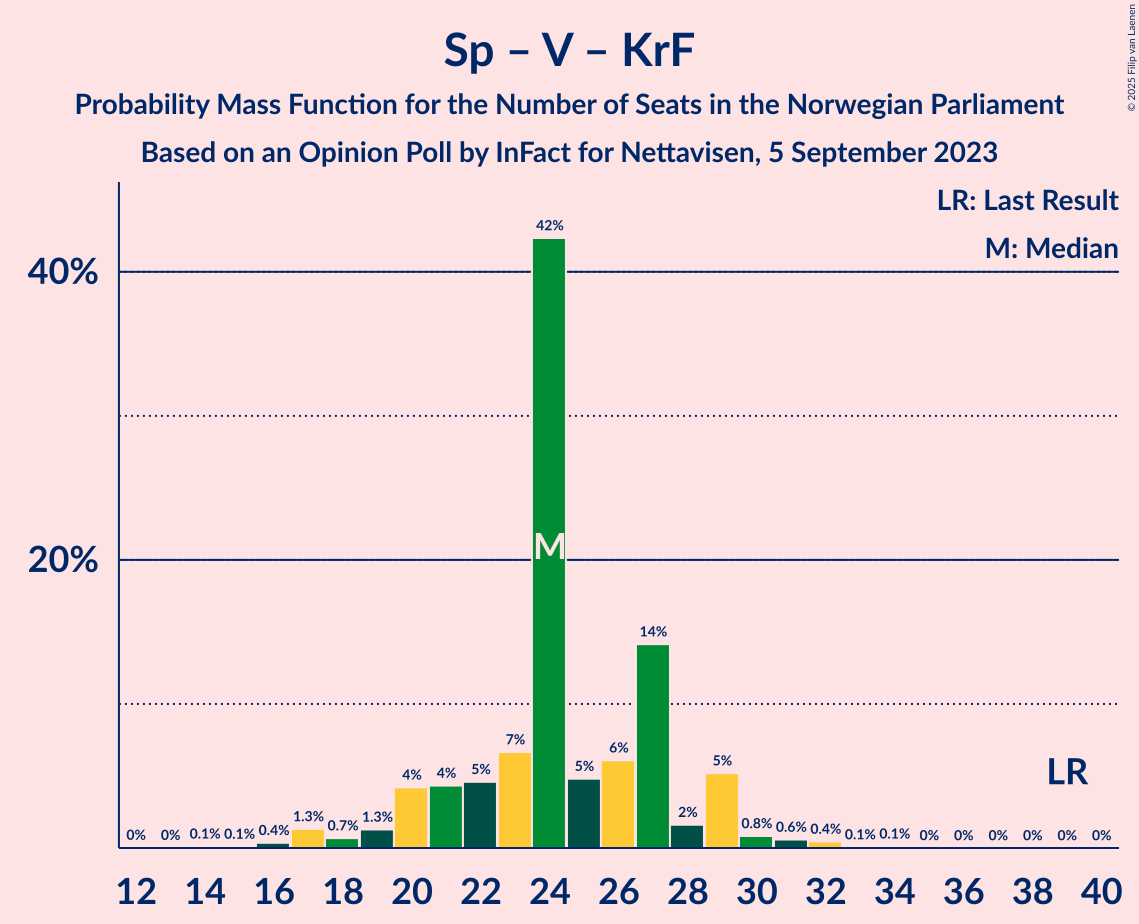 Sp – V – KrF
Probability Mass Function for the Number of Seats in the Norwegian Parliament
Based on an Opinion Poll by InFact for Nettavisen, 5 September 2023
© 2025 Filip van Laenen
LR: Last Result
M: Median
40%
20%
0% 0% 0.1% 0.1% 0.4% 1.3% 0.7% 1.3% 4% 4% 5% 7% 42% 5% 6% 14% 2% 5% 0.8% 0.6% 0.4% 0.1% 0.1% 0% 0% 0% 0% 0% 0%
M
LR
12 14 16 18 20 22 24 26 28 30 32 34 36 38 40